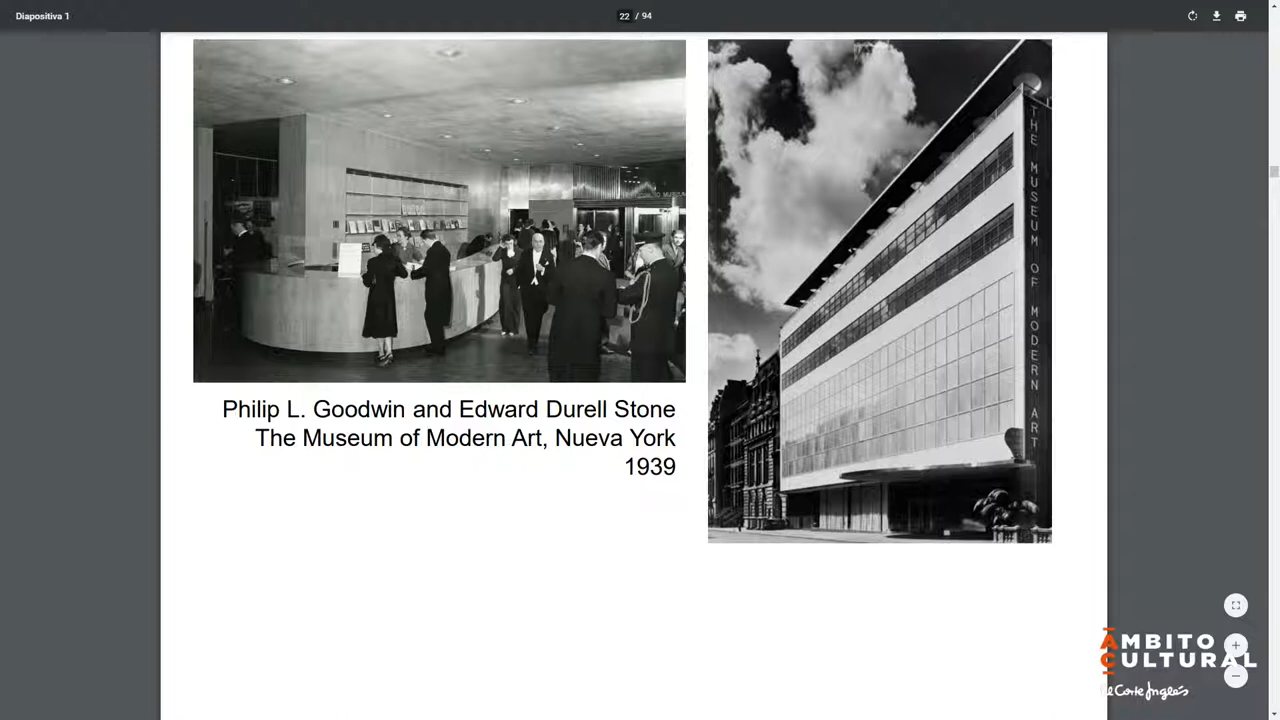 Diapositiva 1
22 / 94
THE MUSEUM OF MODERN ART
Philip L. Goodwin and Edward Durell Stone
The Museum of Modern Art, Nueva York
1939
ÁMBITO
CULTURAL
El Corte Inglés